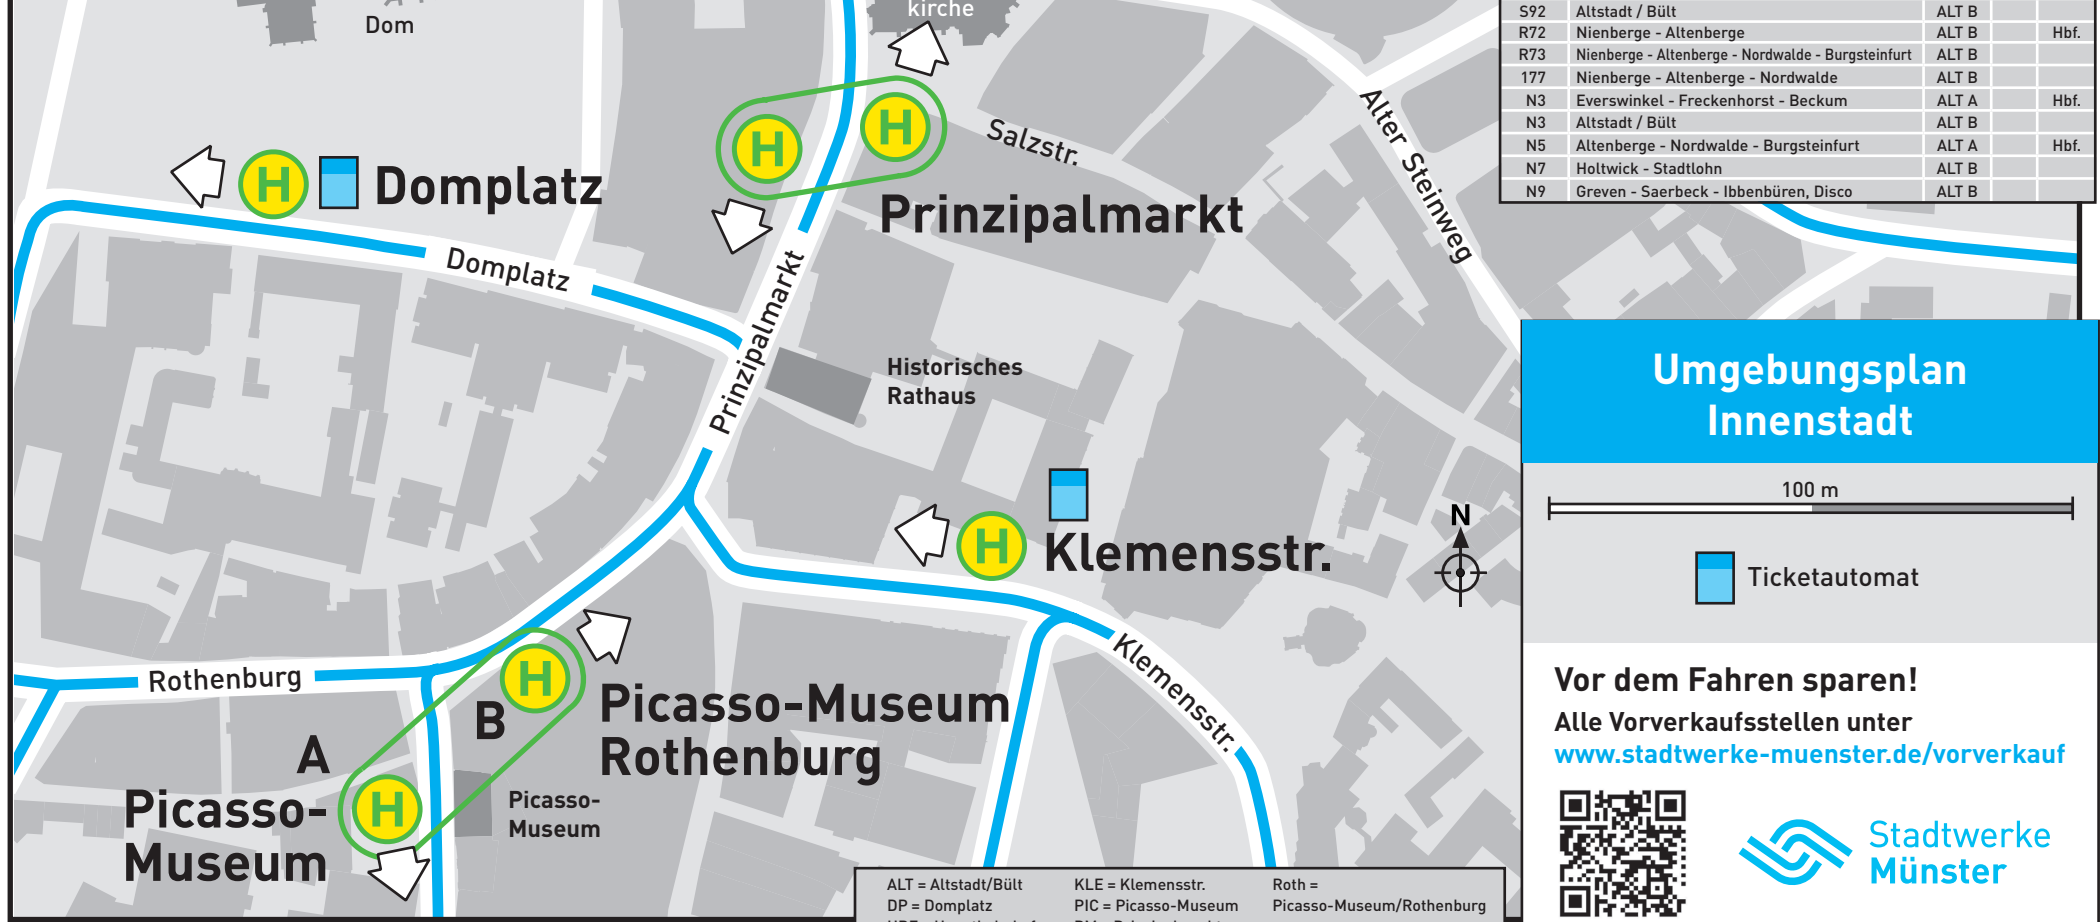 kirche
Dom
S92 Altstadt / Bült ALT B
R72 Nienberge - Altenberge ALT B Hbf.
R73 Nienberge - Altenberge - Nordwalde - Burgsteinfurt ALT B
177 Nienberge - Altenberge - Nordwalde ALT B
N3 Everswinkel - Freckenhorst - Beckum ALT A Hbf.
N3 Altstadt / Bült ALT B
N5 Altenberge - Nordwalde - Burgsteinfurt ALT A Hbf.
N7 Holtwick - Stadtlohn ALT B
N9 Greven - Saerbeck - Ibbenbüren, Disco ALT B
H
H
Salzstr.
Alter Steinweg
H Domplatz
Prinzipalmarkt
Domplatz
Prinzipalmarkt
Historisches
Rathaus
Umgebungsplan
Innenstadt
100 m
N
H Klemensstr.
Ticketautomat
Klemensstr.
Rothenburg
H
B
Picasso-Museum
Rothenburg
A
H
Picasso-
Museum
Picasso-
Museum
Vor dem Fahren sparen!
Alle Vorverkaufsstellen unter
www.stadtwerke-muenster.de/vorverkauf
Stadtwerke
Münster
ALT = Altstadt/Bült KLE = Klemensstr. Roth =
DP = Domplatz PIC = Picasso-Museum Picasso-Museum/Rothenburg